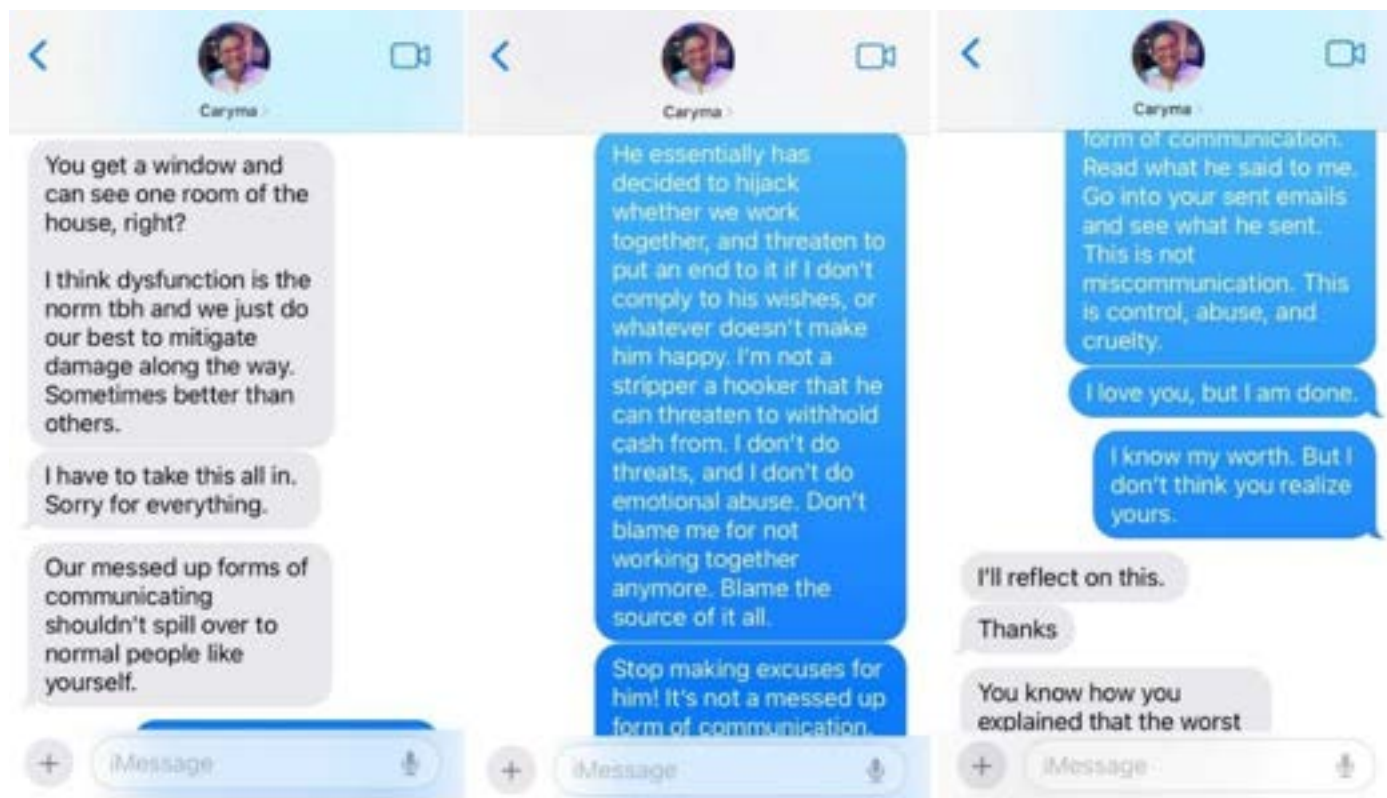 Caryma
You get a window and
can see one room of the
house, right?
I think dysfunction is the
norm tbh and we just do
our best to mitigate
damage along the way.
Sometimes better than
others.
I have to take this all in.
Sorry for everything.
Our messed up forms of
communicating
shouldn't spill over to
normal people like
yourself.
iMessage
Caryma
He essentially has
decided to hijack
whether we work
together, and threaten to
put an end to it if I don't
comply to his wishes, or
whatever doesn't make
him happy. I'm not a
stripper a hooker that he
can threaten to withhold
cash from. I don't do
threats, and I don't do
emotional abuse. Don't
blame me for not
working together
anymore. Blame the
source of it all.
Stop making excuses for
him! It's not a messed up
form of communication.
iMessage
Caryma
form of communication.
Read what he said to me.
Go into your sent emails
and see what he sent.
This is not
miscommunication. This
is control, abuse, and
cruelty.
I love you, but I am done.
I know my worth. But I
don't think you realize
yours.
I'll reflect on this.
Thanks
You know how you
explained that the worst
iMessage